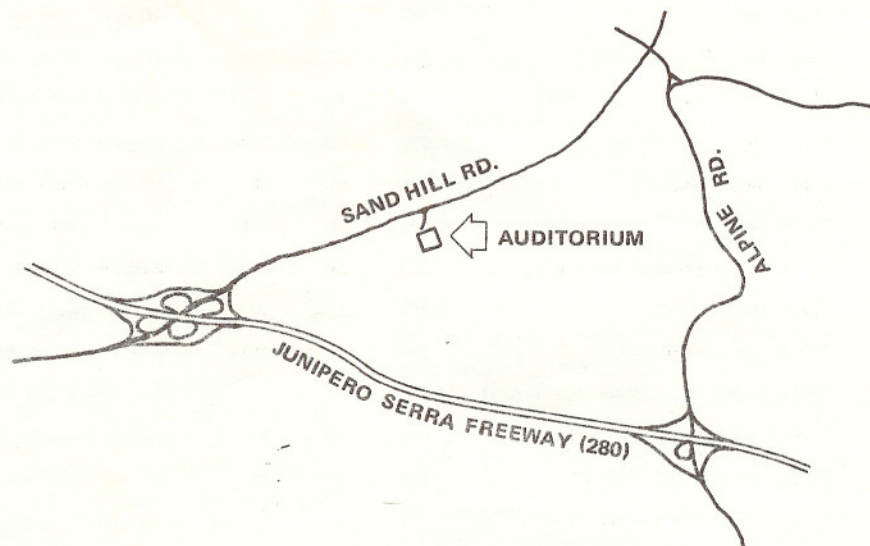 SAND HILL RD.
AUDITORIUM
ALPINE RD.
JUNIPERO SERRA FREEWAY (280)